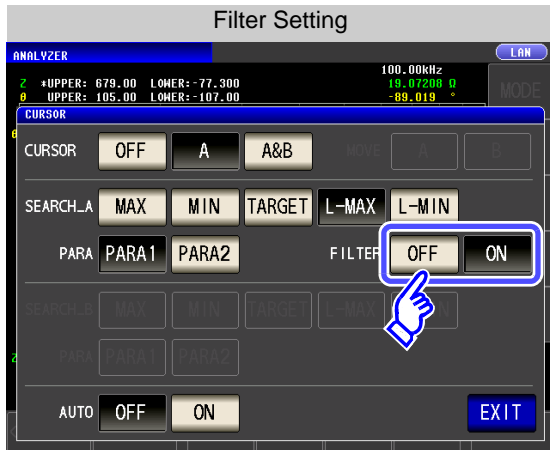 Filter Setting
ANALYZER LAN
100.00kHz
Z *UPPER: 679.00 LOWER:-77.300 19.07208 Ω
θ UPPER: 105.00 LOWER:-107.00 -89.019 °
MODE
CURSOR
θ
CURSOR OFF A A&B MOVE A B
SEARCH_A MAX MIN TARGET L-MAX L-MIN
PARA PARA1 PARA2 FILTER OFF ON
SEARCH_B MAX MIN TARGET L-MAX
Z PARA PARA1 PARA2
AUTO OFF ON EXIT